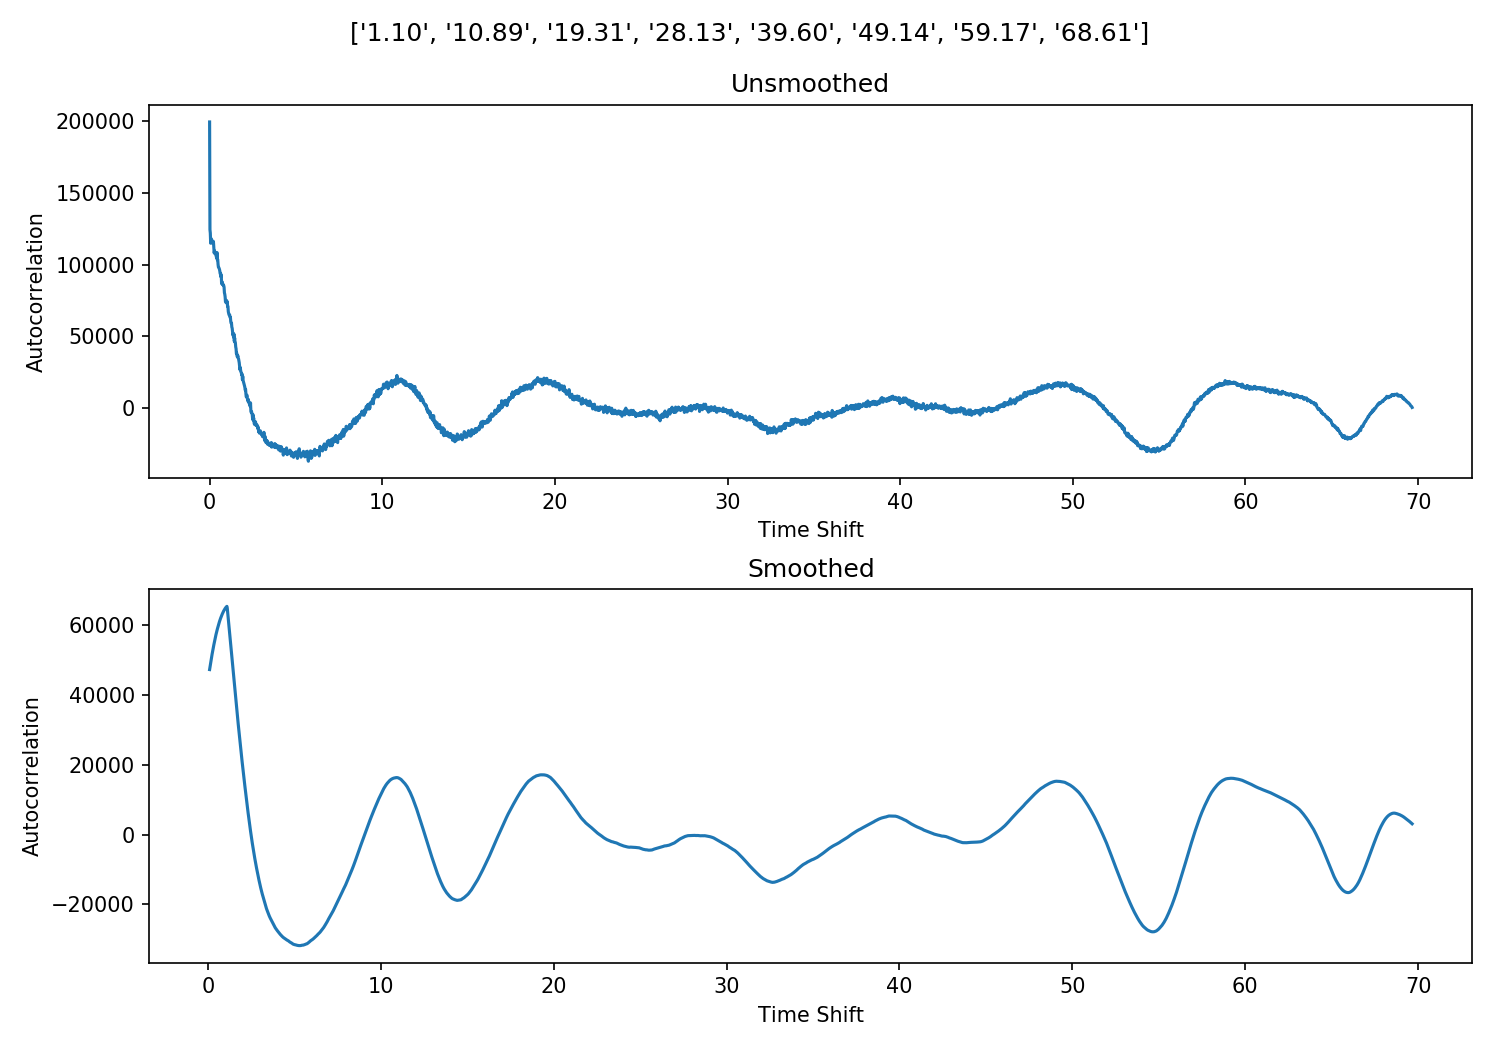 ['1.10', '10.89', '19.31', '28.13', '39.60', '49.14', '59.17', '68.61']
Unsmoothed
200000
150000
100000
50000
0
Autocorrelation
0 10 20 30 40 50 60 70
Time Shift
Smoothed
60000
40000
20000
0
−20000
Autocorrelation
0 10 20 30 40 50 60 70
Time Shift